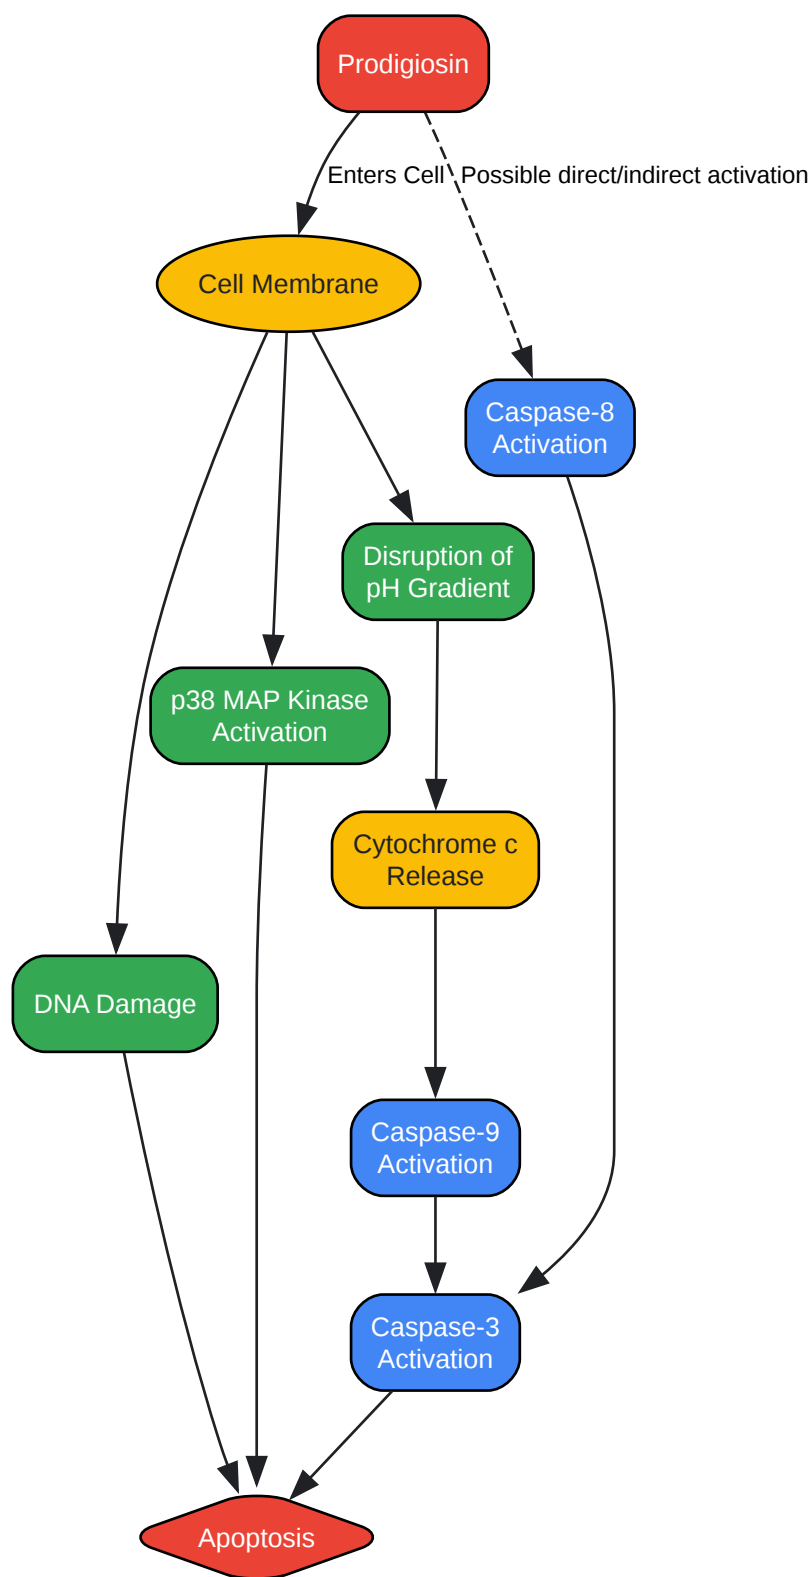 Prodigiosin
Enters Cell
Possible direct/indirect activation
Cell Membrane
Caspase-8
Activation
Disruption of
pH Gradient
p38 MAP Kinase
Activation
Cytochrome c
Release
DNA Damage
Caspase-9
Activation
Caspase-3
Activation
Apoptosis